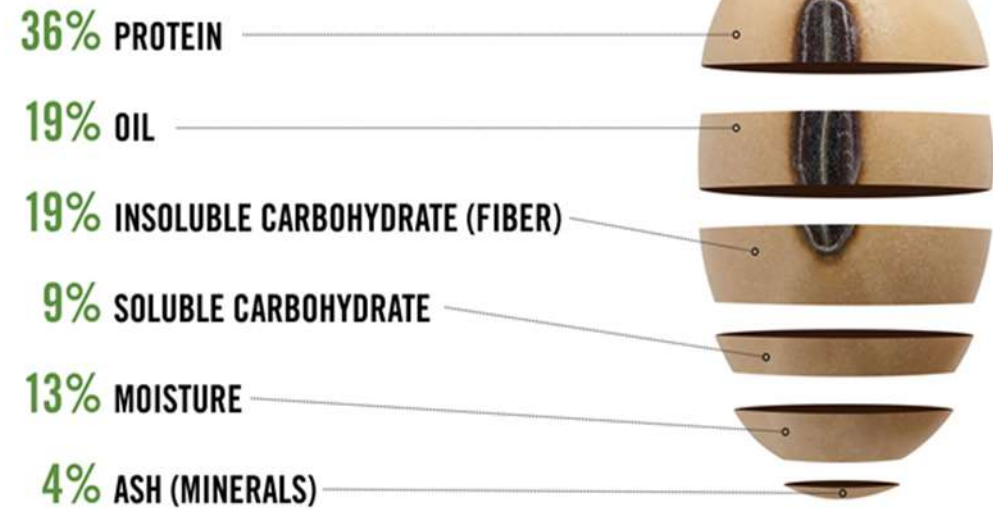 36% PROTEIN
19% OIL
19% INSOLUBLE CARBOHYDRATE (FIBER)
9% SOLUBLE CARBOHYDRATE
13% MOISTURE
4% ASH (MINERALS)